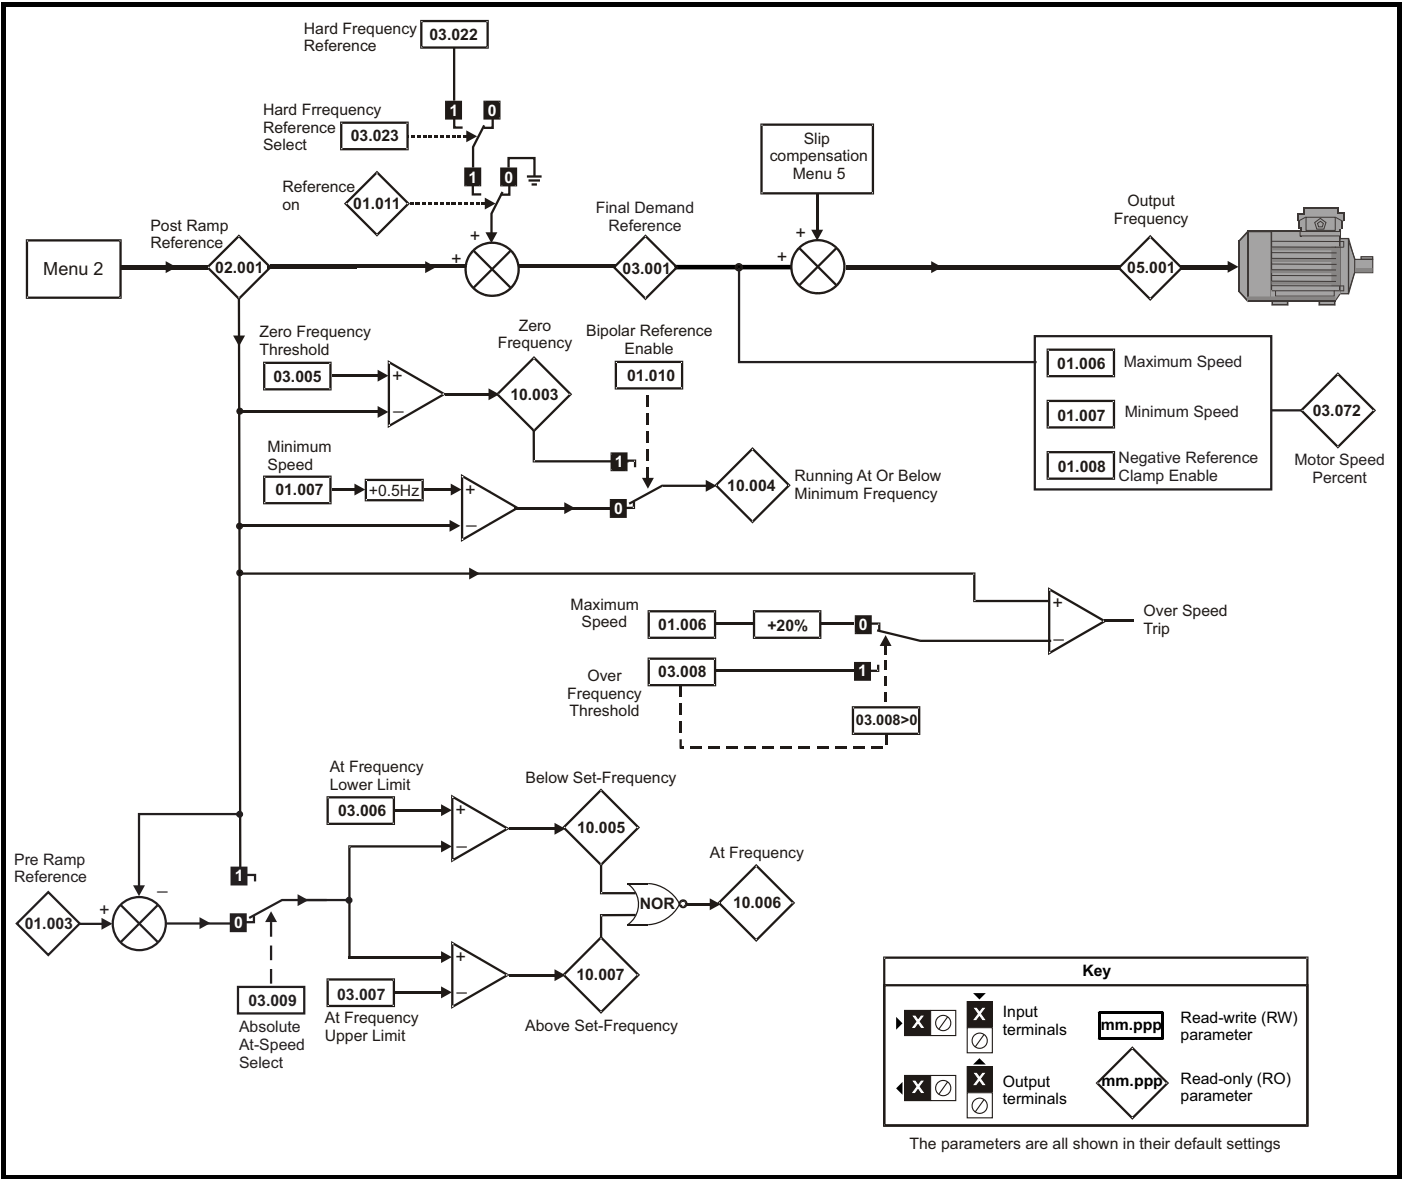 Hard Frequency
Reference
03.022
1
0
Hard Frrequency
Reference
Select
03.023
1
0
Reference
on
01.011
Slip
compensation
Menu 5
Menu 2
Post Ramp
Reference
02.001
+
+
Final Demand
Reference
03.001
+
+
Output
Frequency
05.001
Zero Frequency
Threshold
03.005
+
–
Zero
Frequency
10.003
Bipolar Reference
Enable
01.010
1
0
Minimum
Speed
01.007
+0.5Hz
+
–
10.004
Running At Or Below
Minimum Frequency
01.006
Maximum Speed
01.007
Minimum Speed
01.008
Negative Reference
Clamp Enable
03.072
Motor Speed
Percent
Maximum
Speed
01.006
+20%
0
Over
Frequency
Threshold
03.008
1
03.008>0
+
–
Over Speed
Trip
At Frequency
Lower Limit
03.006
+
–
Below Set-Frequency
10.005
Pre Ramp
Reference
01.003
+
–
1
0
03.009
Absolute
At-Speed
Select
03.007
At Frequency
Upper Limit
+
–
10.007
Above Set-Frequency
NOR
At Frequency
10.006
Key
X
X
Input
terminals
mm.ppp
Read-write (RW)
parameter
X
X
Output
terminals
mm.ppp
Read-only (RO)
parameter
The parameters are all shown in their default settings